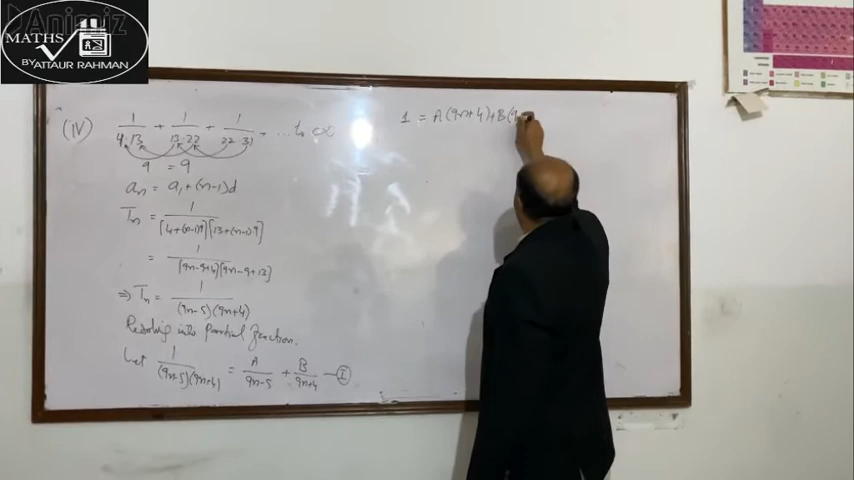 Animiz
MATHS
BY ATTAUR RAHMAN
(IV) 1/4·13 + 1/13·22 + 1/22·31 + ... to ∝
9 = 9
aₙ = a₁ + (n-1)d
Tₙ = 1/[4+(n-1)9][13+(n-1)9]
= 1/[9n-9+4][9n-9+13]
⇒ Tₙ = 1/(9n-5)(9n+4)
Resolving into Partial fraction.
Let 1/(9n-5)(9n+4) = A/9n-5 + B/9n+4 — I
1 = A(9n+4)+B(9